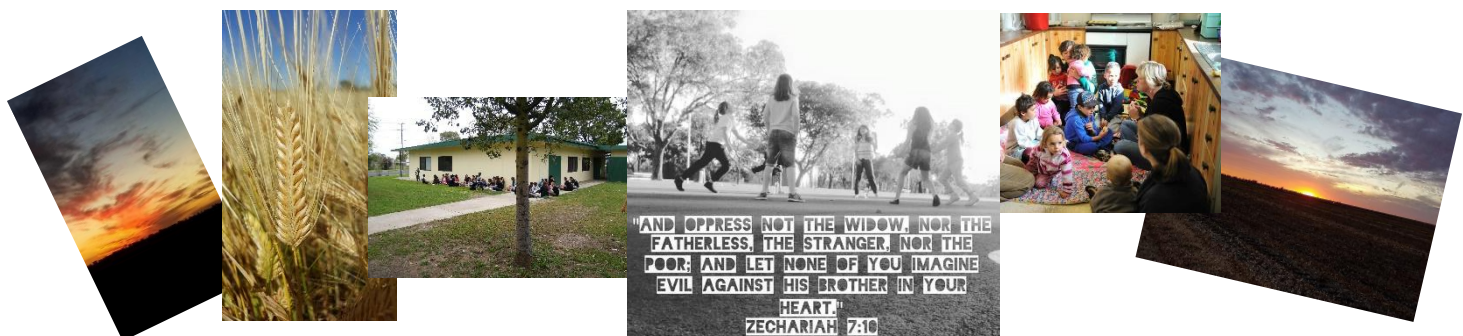 "AND OPPRESS NOT THE WIDOW, NOR THE
FATHERLESS, THE STRANGER, NOR THE
POOR; AND LET NONE OF YOU IMAGINE
EVIL AGAINST HIS BROTHER IN YOUR
HEART."
ZECHARIAH 7:10